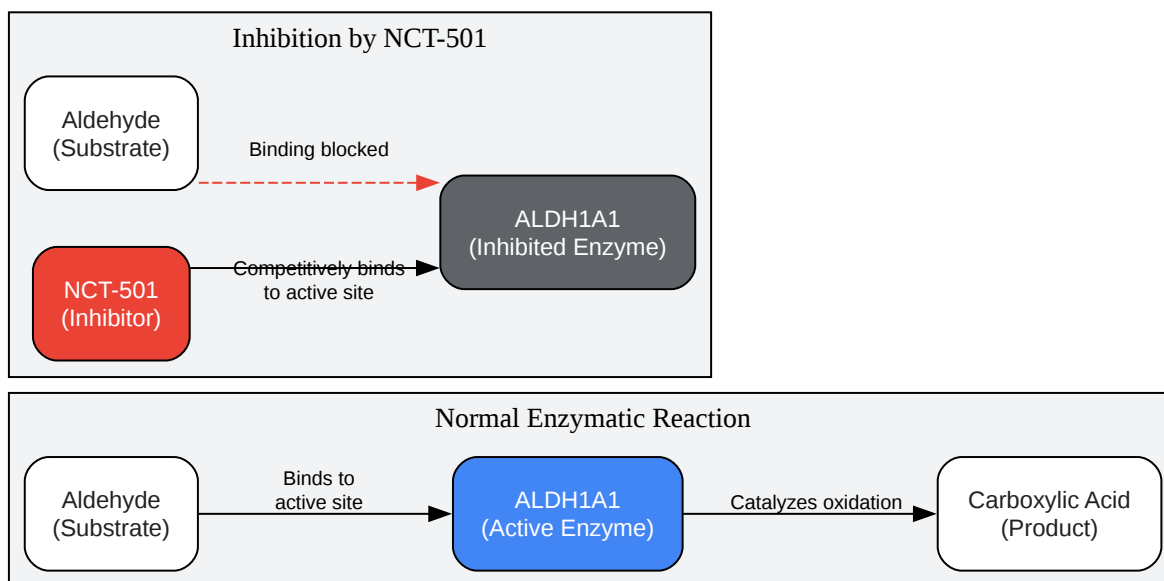 Inhibition by NCT-501
Aldehyde
(Substrate)
Binding blocked
ALDH1A1
(Inhibited Enzyme)
NCT-501
(Inhibitor)
Competitively binds
to active site
Normal Enzymatic Reaction
Aldehyde
(Substrate)
Binds to
active site
ALDH1A1
(Active Enzyme)
Catalyzes oxidation
Carboxylic Acid
(Product)